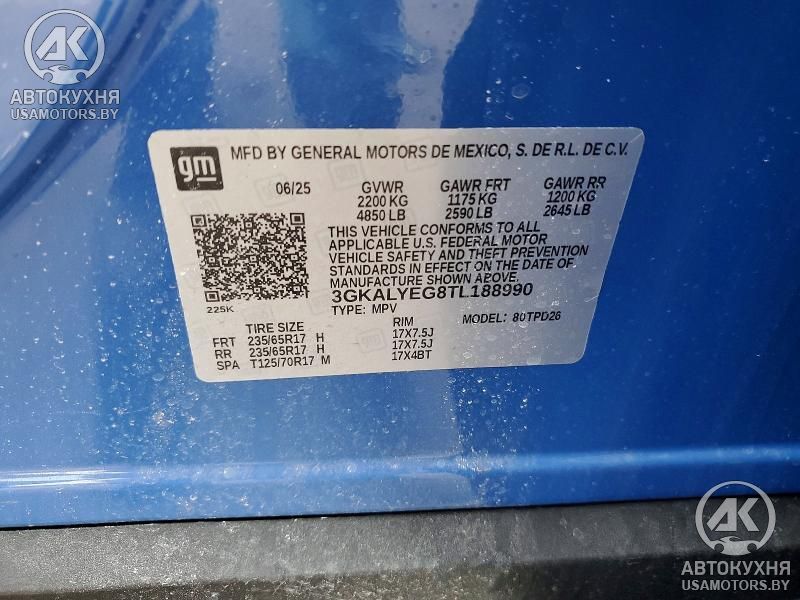 AK
АВТОКУХНЯ
USAMOTORS.BY
gm
MFD BY GENERAL MOTORS DE MEXICO, S. DE R.L. DE C.V.
06/25 GVWR GAWR FRT GAWR RR
2200 KG 1175 KG 1200 KG
4850 LB 2590 LB 2645 LB
THIS VEHICLE CONFORMS TO ALL
APPLICABLE U.S. FEDERAL MOTOR
VEHICLE SAFETY AND THEFT PREVENTION
STANDARDS IN EFFECT ON THE DATE OF
MANUFACTURE SHOWN ABOVE.
3GKALYEG8TL188990
225K
TYPE: MPV MODEL: 80TPD26
TIRE SIZE RIM
FRT 235/65R17 H 17X7.5J
RR 235/65R17 H 17X7.5J
SPA T125/70R17 M 17X4BT
AK
АВТОКУХНЯ
USAMOTORS.BY